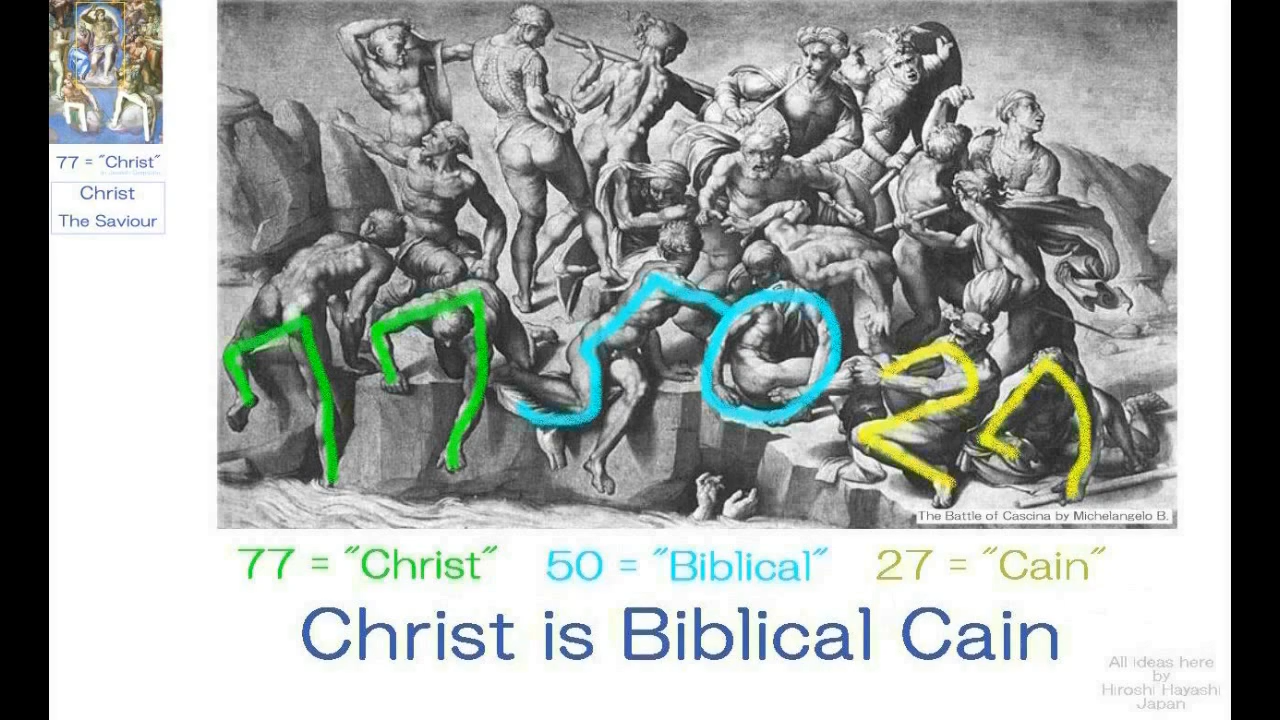 77 = "Christ"
Christ
The Saviour
The Battle of Cascina by Michelangelo B.
77 = "Christ" 50 = "Biblical" 27 = "Cain"
Christ is Biblical Cain
All ideas here
by
Hiroshi Hayashi
Japan